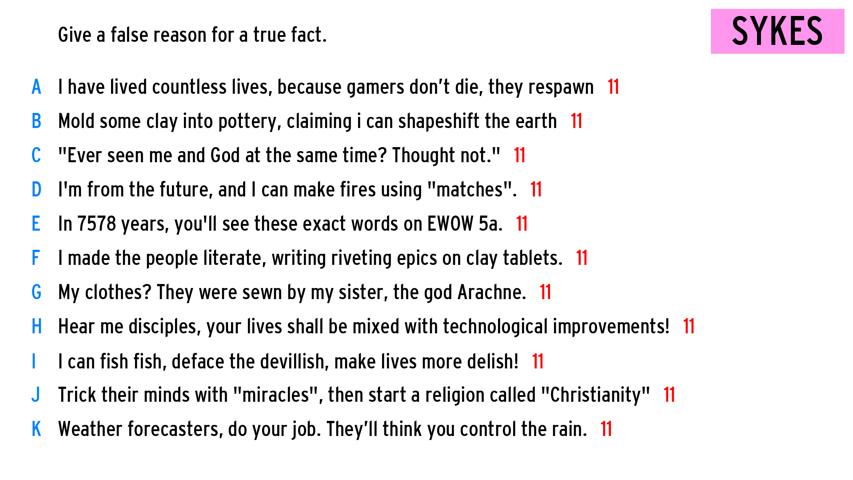 Give a false reason for a true fact.
SYKES
A I have lived countless lives, because gamers don't die, they respawn 11
B Mold some clay into pottery, claiming i can shapeshift the earth 11
C "Ever seen me and God at the same time? Thought not." 11
D I'm from the future, and I can make fires using "matches". 11
E In 7578 years, you'll see these exact words on EWOW 5a. 11
F I made the people literate, writing riveting epics on clay tablets. 11
G My clothes? They were sewn by my sister, the god Arachne. 11
H Hear me disciples, your lives shall be mixed with technological improvements! 11
I I can fish fish, deface the devillish, make lives more delish! 11
J Trick their minds with "miracles", then start a religion called "Christianity" 11
K Weather forecasters, do your job. They'll think you control the rain. 11